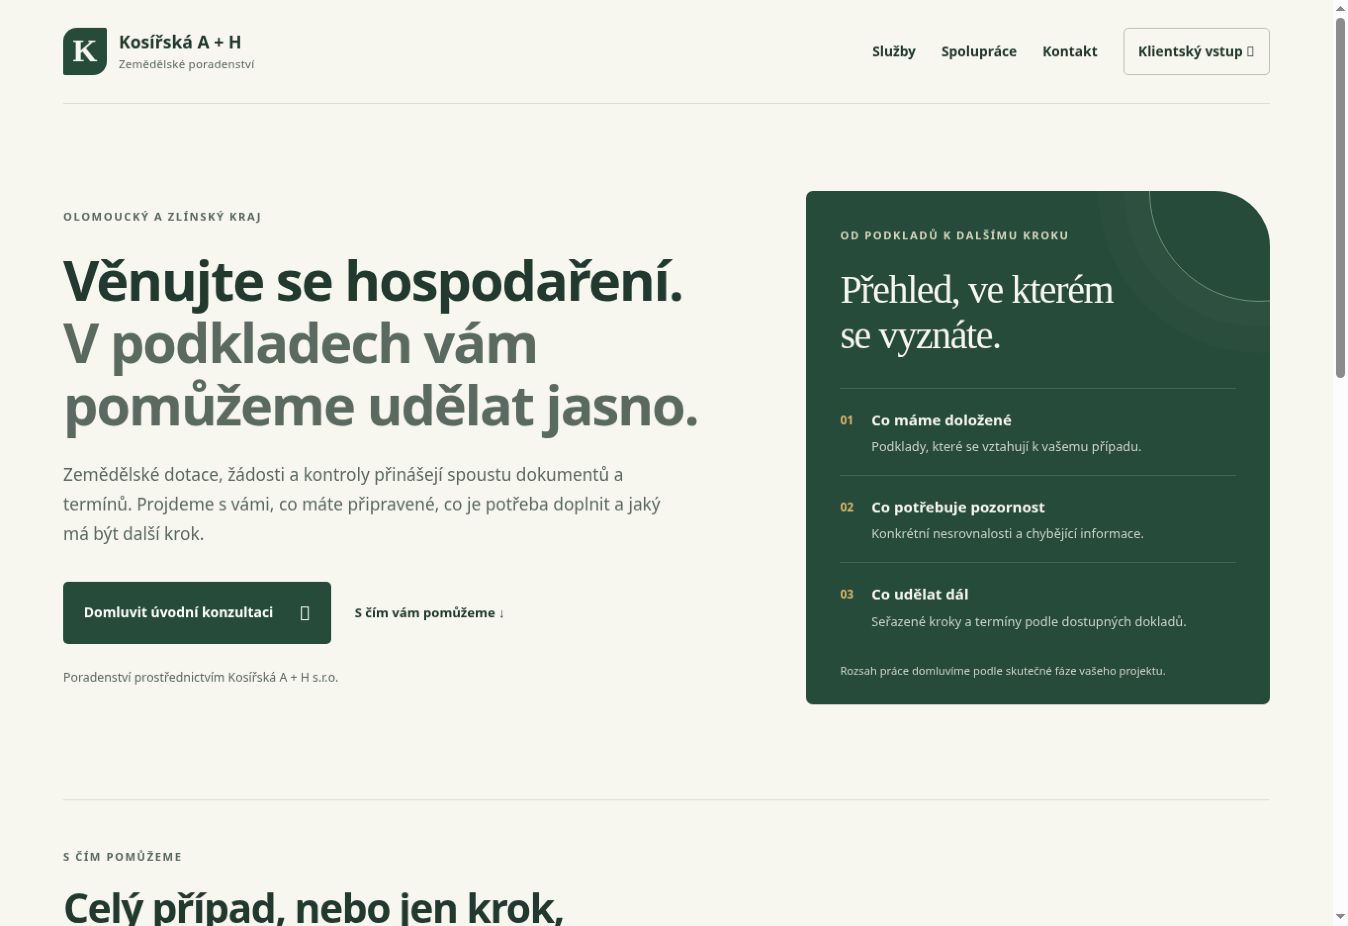 K
Kosířská A + H
Zemědělské poradenství
Služby
Spolupráce
Kontakt
Klientský vstup
OLOMOUCKÝ A ZLÍNSKÝ KRAJ
Věnujte se hospodaření.
V podkladech vám
pomůžeme udělat jasno.
Zemědělské dotace, žádosti a kontroly přinášejí spoustu dokumentů a
termínů. Projdeme s vámi, co máte připravené, co je potřeba doplnit a jaký
má být další krok.
Domluvit úvodní konzultaci
S čím vám pomůžeme ↓
Poradenství prostřednictvím Kosířská A + H s.r.o.
OD PODKLADŮ K DALŠÍMU KROKU
Přehled, ve kterém
se vyznáte.
01 Co máme doložené
Podklady, které se vztahují k vašemu případu.
02 Co potřebuje pozornost
Konkrétní nesrovnalosti a chybějící informace.
03 Co udělat dál
Seřazené kroky a termíny podle dostupných dokladů.
Rozsah práce domluvíme podle skutečné fáze vašeho projektu.
S ČÍM POMŮŽEME
Celý případ, nebo jen krok,